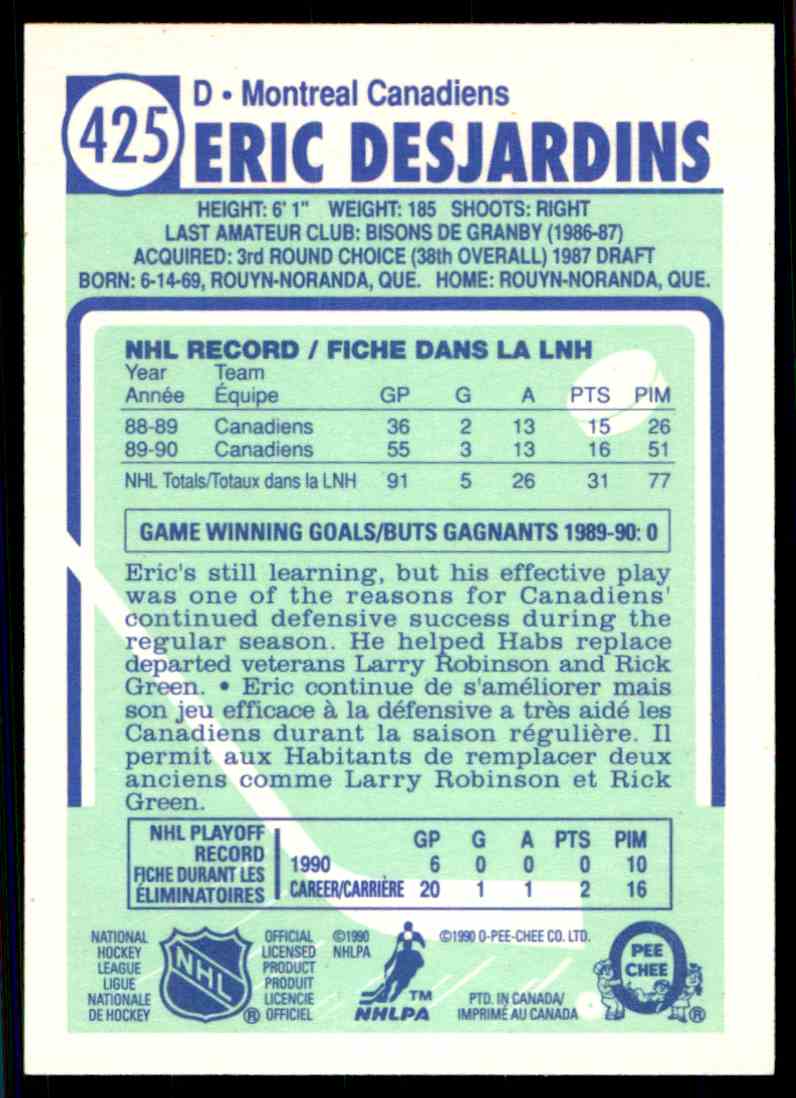 425
D • Montreal Canadiens
ERIC DESJARDINS
HEIGHT: 6' 1" WEIGHT: 185 SHOOTS: RIGHT
LAST AMATEUR CLUB: BISONS DE GRANBY (1986-87)
ACQUIRED: 3rd ROUND CHOICE (38th OVERALL) 1987 DRAFT
BORN: 6-14-69, ROUYN-NORANDA, QUE. HOME: ROUYN-NORANDA, QUE.
NHL RECORD / FICHE DANS LA LNH
Year Team
Année Équipe GP G A PTS PIM
88-89 Canadiens 36 2 13 15 26
89-90 Canadiens 55 3 13 16 51
NHL Totals/Totaux dans la LNH 91 5 26 31 77
GAME WINNING GOALS/BUTS GAGNANTS 1989-90: 0
Eric's still learning, but his effective play
was one of the reasons for Canadiens'
continued defensive success during the
regular season. He helped Habs replace
departed veterans Larry Robinson and Rick
Green. • Eric continue de s'améliorer mais
son jeu efficace à la défensive a très aidé les
Canadiens durant la saison régulière. Il
permit aux Habitants de remplacer deux
anciens comme Larry Robinson et Rick
Green.
NHL PLAYOFF
RECORD
FICHE DURANT LES
ÉLIMINATOIRES
GP G A PTS PIM
1990 6 0 0 0 10
CAREER/CARRIÈRE 20 1 1 2 16
NATIONAL
HOCKEY
LEAGUE
LIGUE
NATIONALE
DE HOCKEY
NHL
®
OFFICIAL
LICENSED
PRODUCT
PRODUIT
LICENCIE
OFFICIEL
©1990
NHLPA
TM
NHLPA
©1990 O-PEE-CHEE CO. LTD.
PTD. IN CANADA/
IMPRIMÉ AU CANADA
O
PEE
CHEE
®